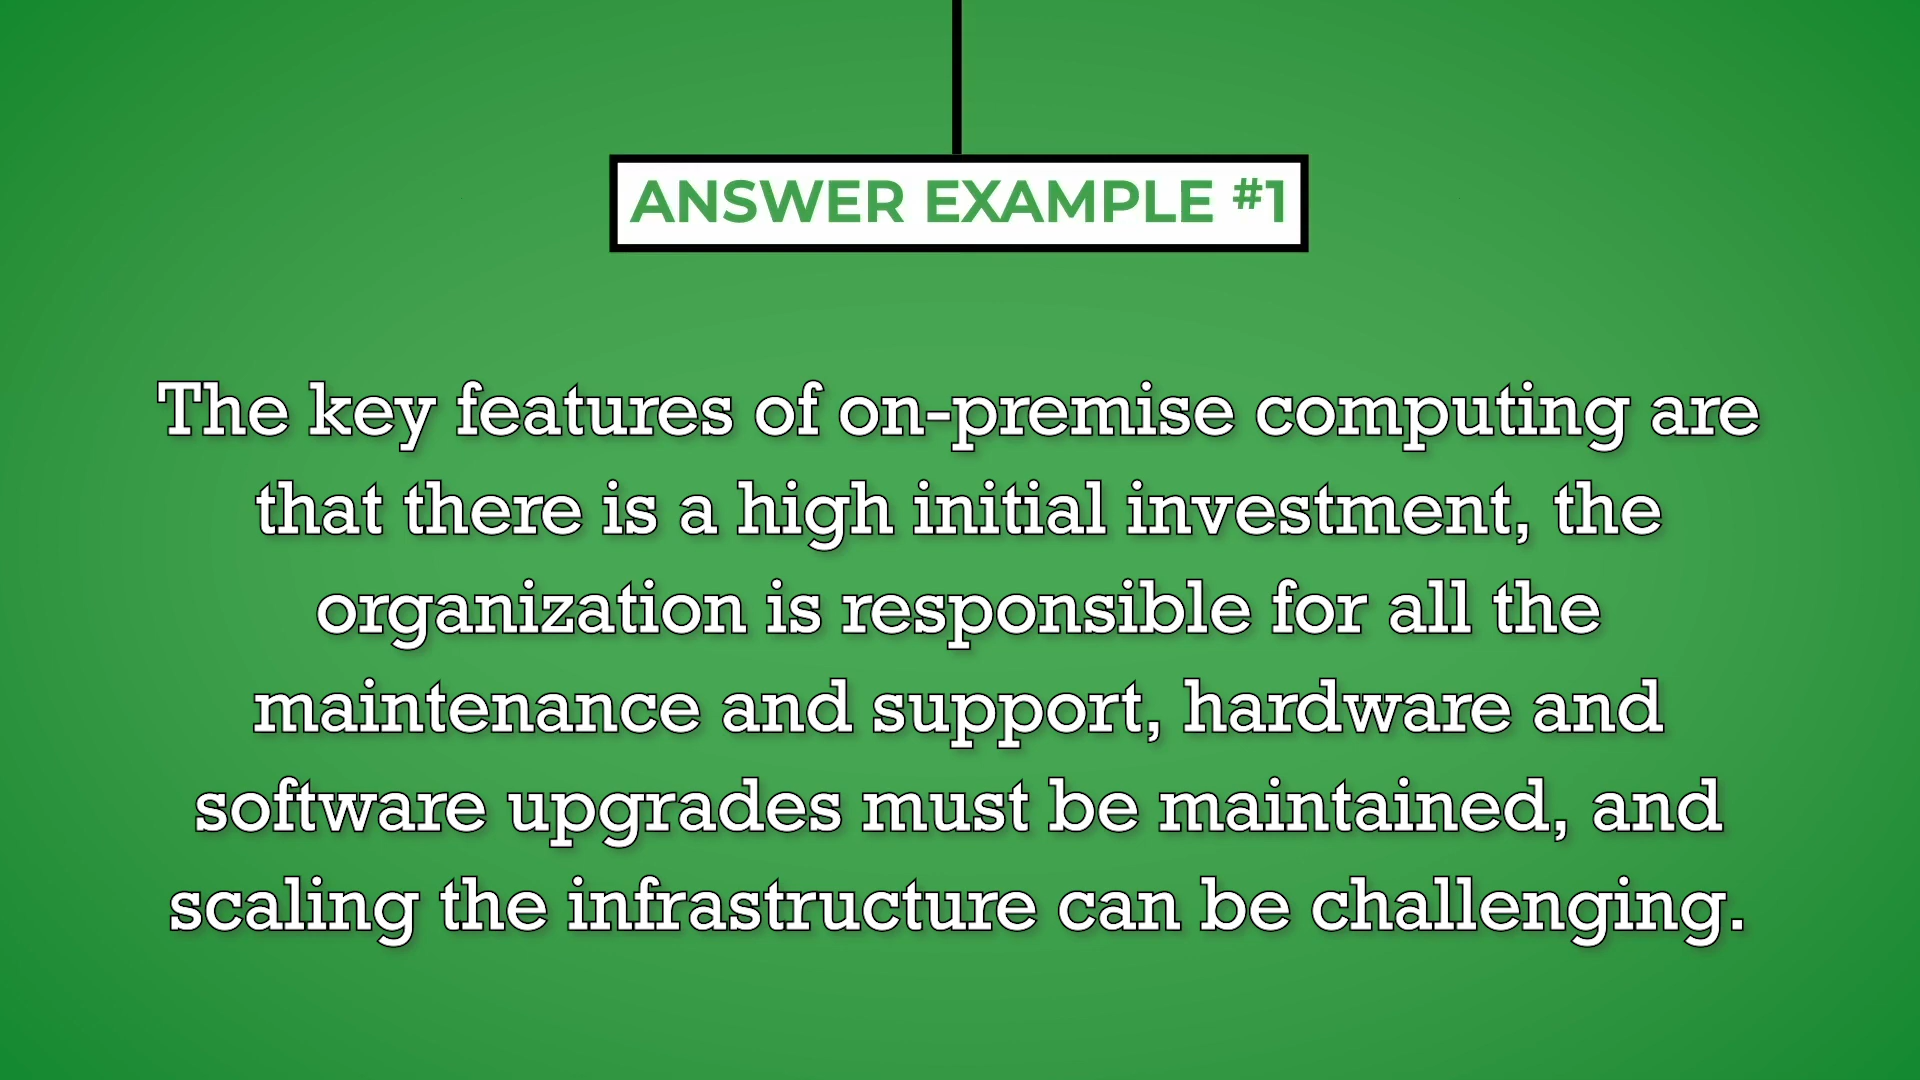 ANSWER EXAMPLE #1
The key features of on-premise computing are
that there is a high initial investment, the
organization is responsible for all the
maintenance and support, hardware and
software upgrades must be maintained, and
scaling the infrastructure can be challenging.